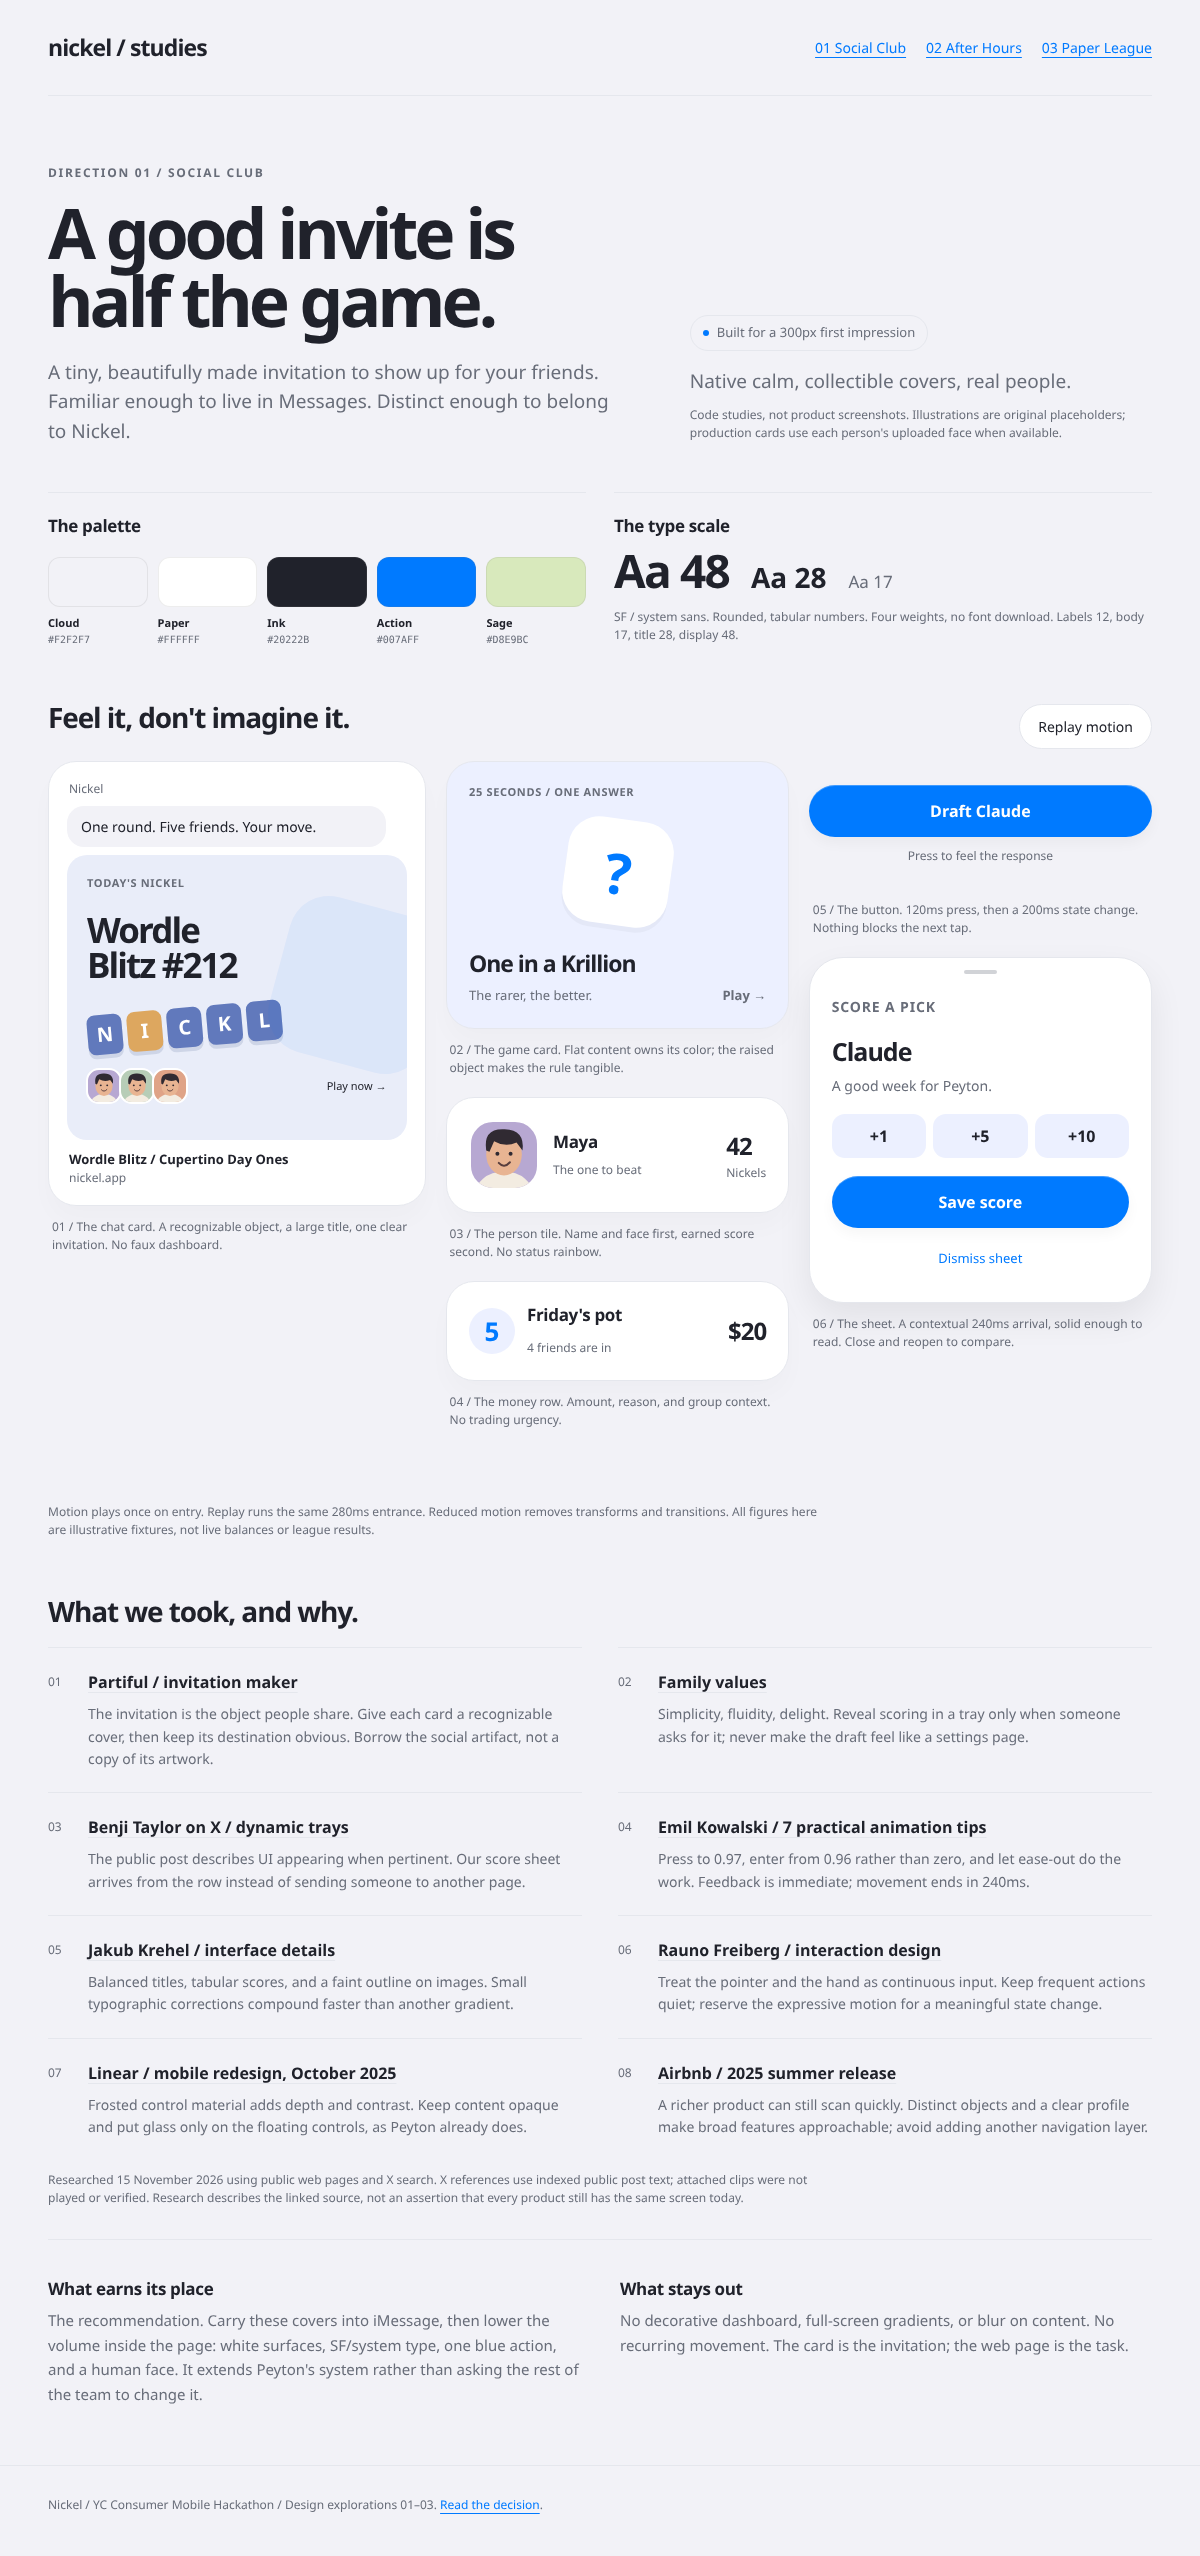 nickel / studies
01 Social Club
02 After Hours
03 Paper League
DIRECTION 01 / SOCIAL CLUB
A good invite is
half the game.
A tiny, beautifully made invitation to show up for your friends.
Familiar enough to live in Messages. Distinct enough to belong
to Nickel.
Built for a 300px first impression
Native calm, collectible covers, real people.
Code studies, not product screenshots. Illustrations are original placeholders;
production cards use each person's uploaded face when available.
The palette
Cloud
#F2F2F7
Paper
#FFFFFF
Ink
#20222B
Action
#007AFF
Sage
#D8E9BC
The type scale
Aa 48 Aa 28 Aa 17
SF / system sans. Rounded, tabular numbers. Four weights, no font download. Labels 12, body
17, title 28, display 48.
Feel it, don't imagine it.
Replay motion
Nickel
One round. Five friends. Your move.
TODAY'S NICKEL
Wordle
Blitz #212
N I C K L
Play now →
Wordle Blitz / Cupertino Day Ones
nickel.app
01 / The chat card. A recognizable object, a large title, one clear
invitation. No faux dashboard.
25 SECONDS / ONE ANSWER
?
One in a Krillion
The rarer, the better.
Play →
02 / The game card. Flat content owns its color; the raised
object makes the rule tangible.
Maya
The one to beat
42
Nickels
03 / The person tile. Name and face first, earned score
second. No status rainbow.
5
Friday's pot
4 friends are in
$20
04 / The money row. Amount, reason, and group context.
No trading urgency.
Draft Claude
Press to feel the response
05 / The button. 120ms press, then a 200ms state change.
Nothing blocks the next tap.
SCORE A PICK
Claude
A good week for Peyton.
+1
+5
+10
Save score
Dismiss sheet
06 / The sheet. A contextual 240ms arrival, solid enough to
read. Close and reopen to compare.
Motion plays once on entry. Replay runs the same 280ms entrance. Reduced motion removes transforms and transitions. All figures here
are illustrative fixtures, not live balances or league results.
What we took, and why.
01
Partiful / invitation maker
The invitation is the object people share. Give each card a recognizable
cover, then keep its destination obvious. Borrow the social artifact, not a
copy of its artwork.
02
Family values
Simplicity, fluidity, delight. Reveal scoring in a tray only when someone
asks for it; never make the draft feel like a settings page.
03
Benji Taylor on X / dynamic trays
The public post describes UI appearing when pertinent. Our score sheet
arrives from the row instead of sending someone to another page.
04
Emil Kowalski / 7 practical animation tips
Press to 0.97, enter from 0.96 rather than zero, and let ease-out do the
work. Feedback is immediate; movement ends in 240ms.
05
Jakub Krehel / interface details
Balanced titles, tabular scores, and a faint outline on images. Small
typographic corrections compound faster than another gradient.
06
Rauno Freiberg / interaction design
Treat the pointer and the hand as continuous input. Keep frequent actions
quiet; reserve the expressive motion for a meaningful state change.
07
Linear / mobile redesign, October 2025
Frosted control material adds depth and contrast. Keep content opaque
and put glass only on the floating controls, as Peyton already does.
08
Airbnb / 2025 summer release
A richer product can still scan quickly. Distinct objects and a clear profile
make broad features approachable; avoid adding another navigation layer.
Researched 15 November 2026 using public web pages and X search. X references use indexed public post text; attached clips were not
played or verified. Research describes the linked source, not an assertion that every product still has the same screen today.
What earns its place
The recommendation. Carry these covers into iMessage, then lower the
volume inside the page: white surfaces, SF/system type, one blue action,
and a human face. It extends Peyton's system rather than asking the rest of
the team to change it.
What stays out
No decorative dashboard, full-screen gradients, or blur on content. No
recurring movement. The card is the invitation; the web page is the task.
Nickel / YC Consumer Mobile Hackathon / Design explorations 01–03. Read the decision.